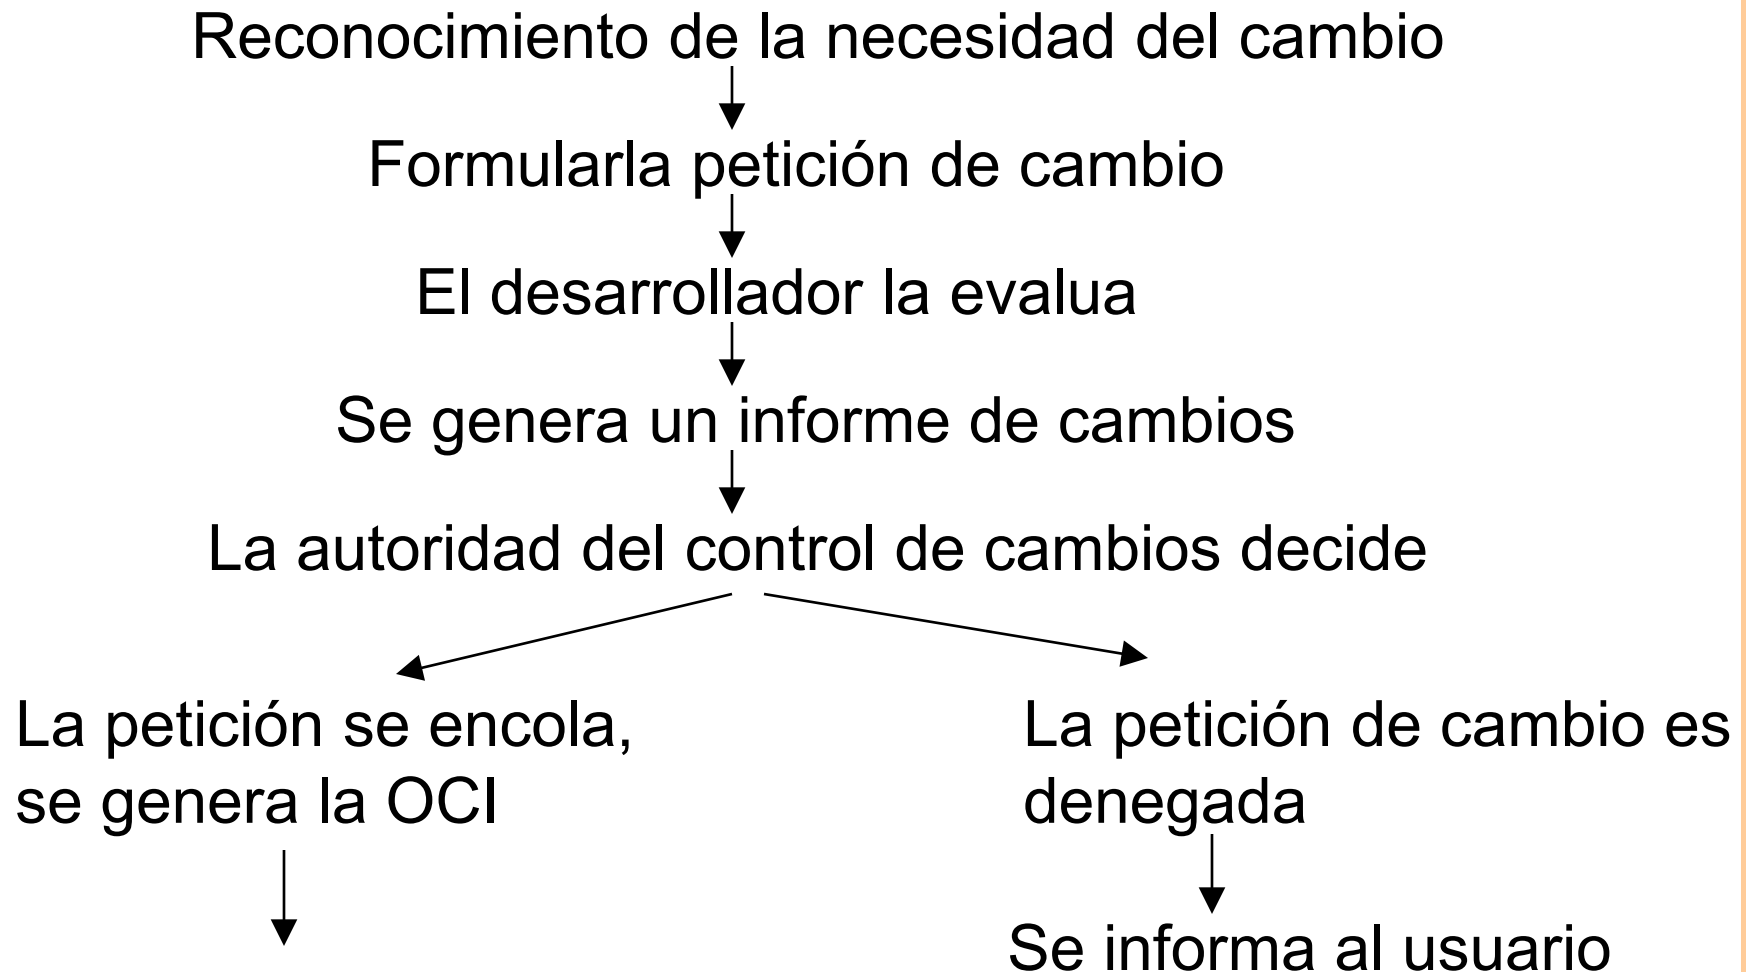 Reconocimiento de la necesidad del cambio
Formularla petición de cambio
El desarrollador la evalua
Se genera un informe de cambios
La autoridad del control de cambios decide
La petición se encola,
se genera la OCI
La petición de cambio es
denegada
Se informa al usuario